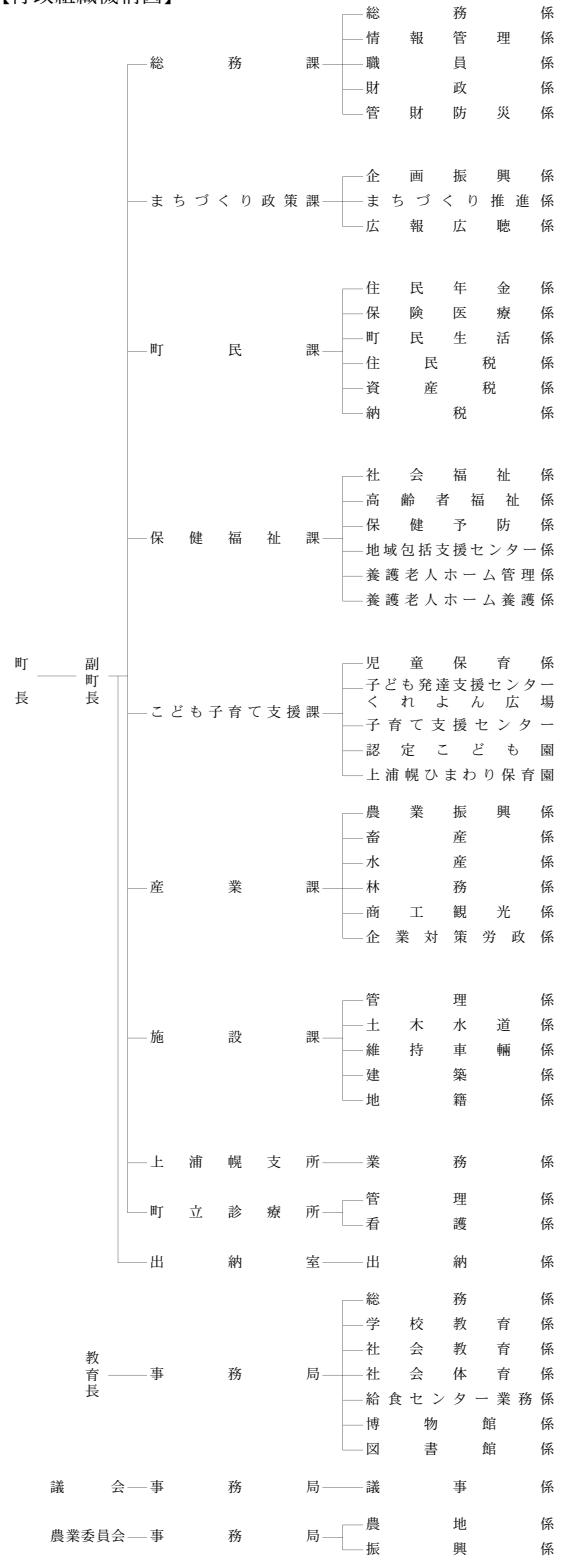 総務課
総務係
情報管理係
職員係
財政係
管財防災係
まちづくり政策課
企画振興係
まちづくり推進係
広報広聴係
町民課
住民年金係
保険医療係
町民生活係
住民税係
資産税係
納税係
保健福祉課
社会福祉係
高齢者福祉係
保健予防係
地域包括支援センター係
養護老人ホーム管理係
養護老人ホーム養護係
町長
副町長
こども子育て支援課
児童保育係
子ども発達支援センター
くれよん広場
子育て支援センター
認定こども園
上浦幌ひまわり保育園
産業課
農業振興係
畜産係
水産係
林務係
商工観光係
企業対策労政係
施設課
管理係
土木水道係
維持車輛係
建築係
地籍係
上浦幌支所
業務係
町立診療所
管理係
看護係
出納室
出納係
教育長
事務局
総務係
学校教育係
社会教育係
社会体育係
給食センター業務係
博物館係
図書館係
議会
事務局
議事係
農業委員会
事務局
農地係
振興係